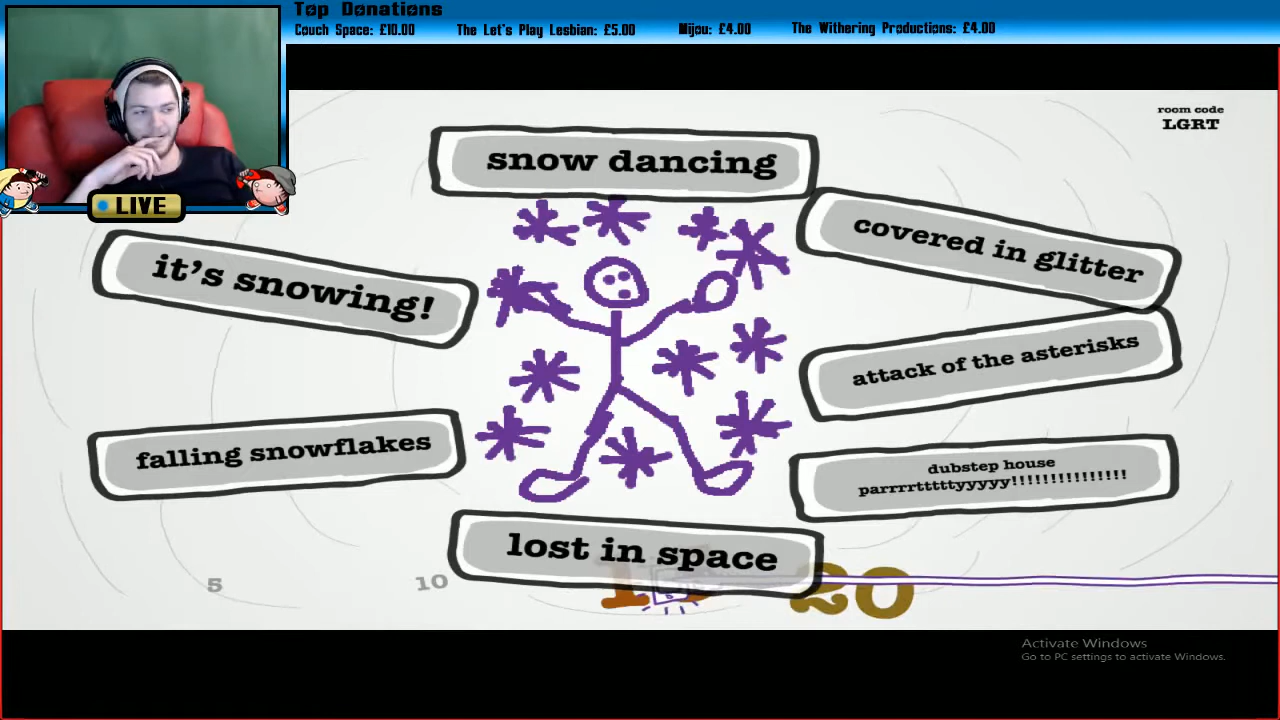 Top Donations
Couch Space: £10.00 The Let's Play Lesbian: £5.00 Mijou: £4.00 The Withering Productions: £4.00
room code
LGRT
LIVE
snow dancing
covered in glitter
it's snowing!
attack of the asterisks
falling snowflakes
dubstep house
parrrrtttttyyyyy!!!!!!!!!!!!!!!
lost in space
5 10 20
Activate Windows
Go to PC settings to activate Windows.